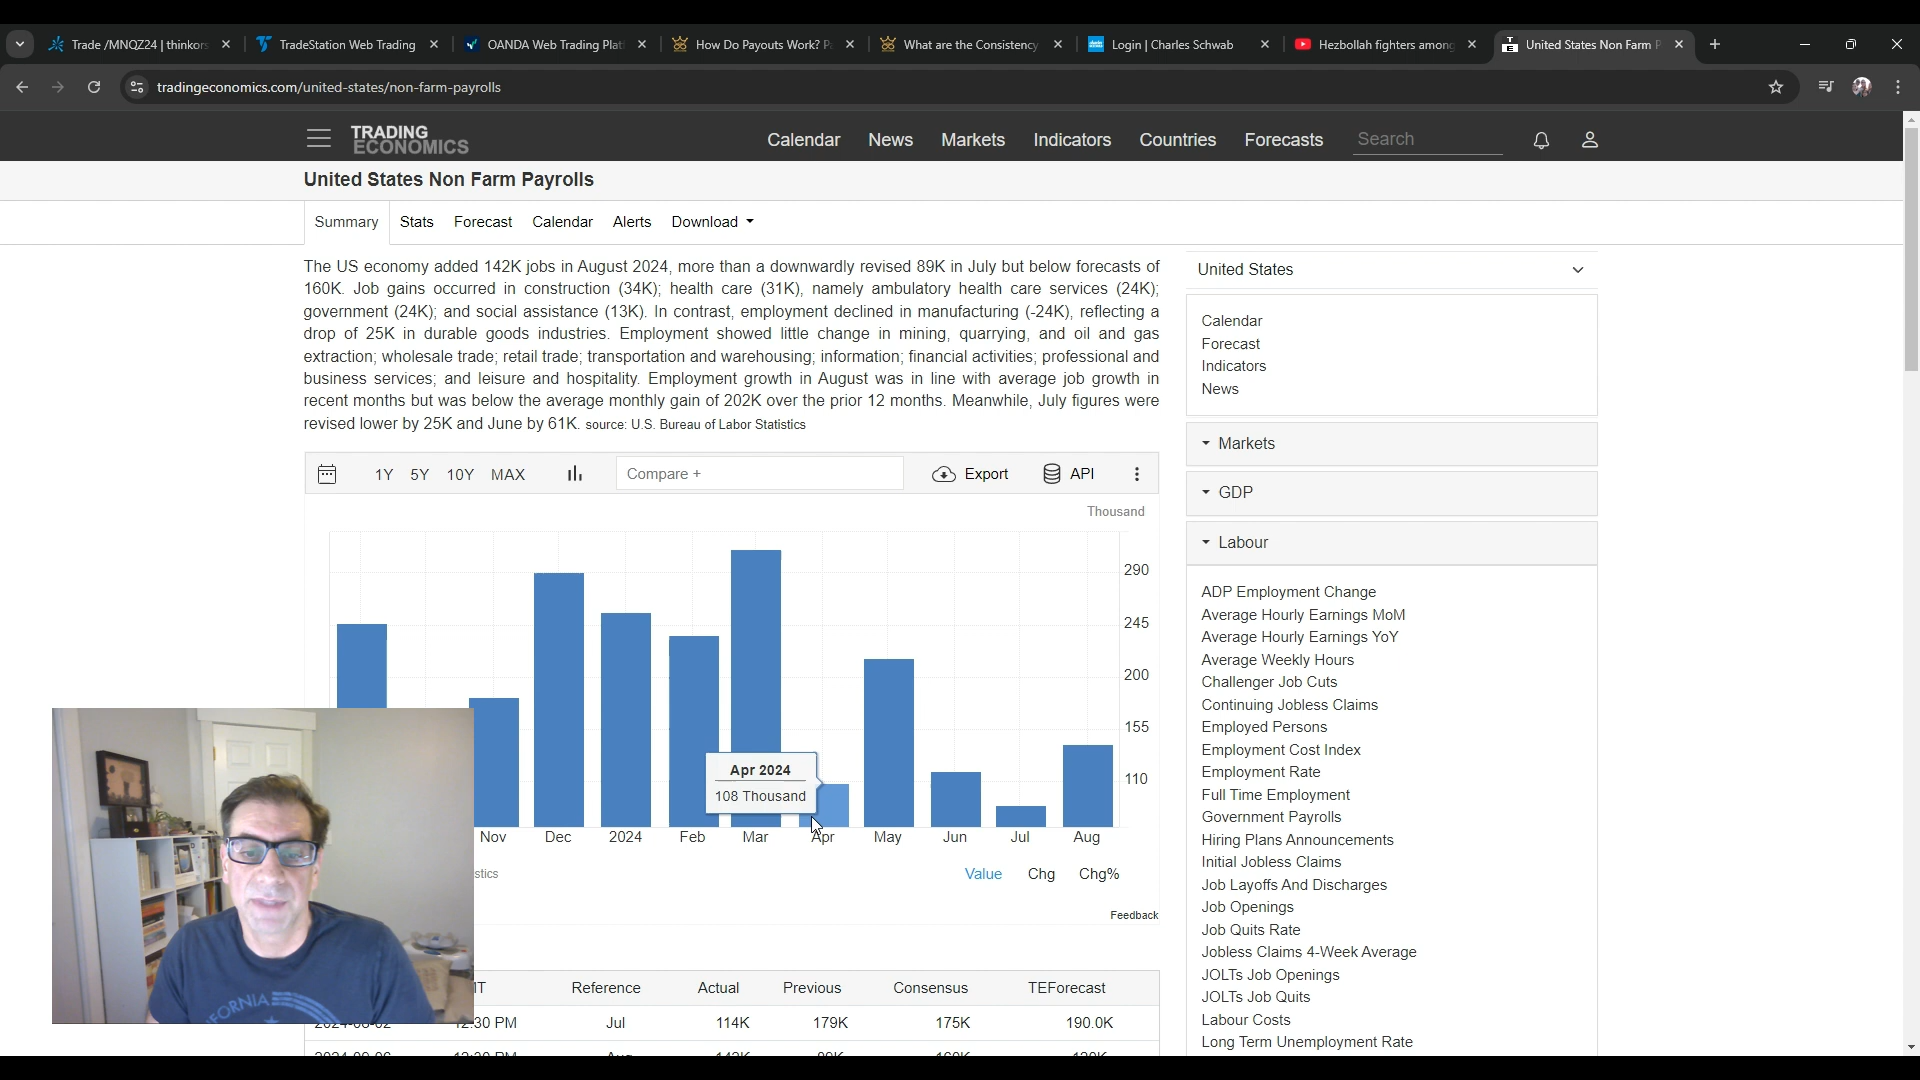 Trade /MNQZ24 | thinkors
TradeStation Web Trading
OANDA Web Trading Plat
How Do Payouts Work? P
What are the Consistency
Login | Charles Schwab
Hezbollah fighters among
United States Non Farm P
tradingeconomics.com/united-states/non-farm-payrolls
TRADING
ECONOMICS
Calendar News Markets Indicators Countries Forecasts Search
United States Non Farm Payrolls
Summary Stats Forecast Calendar Alerts Download
The US economy added 142K jobs in August 2024, more than a downwardly revised 89K in July but below forecasts of
160K. Job gains occurred in construction (34K); health care (31K), namely ambulatory health care services (24K);
government (24K); and social assistance (13K). In contrast, employment declined in manufacturing (-24K), reflecting a
drop of 25K in durable goods industries. Employment showed little change in mining, quarrying, and oil and gas
extraction; wholesale trade; retail trade; transportation and warehousing; information; financial activities; professional and
business services; and leisure and hospitality. Employment growth in August was in line with average job growth in
recent months but was below the average monthly gain of 202K over the prior 12 months. Meanwhile, July figures were
revised lower by 25K and June by 61K. source: U.S. Bureau of Labor Statistics
1Y 5Y 10Y MAX Compare + Export API
Thousand
290
245
200
155
110
Apr 2024
108 Thousand
Nov Dec 2024 Feb Mar Apr May Jun Jul Aug
stics
Value Chg Chg%
Feedback
Reference Actual Previous Consensus TEForecast
12:30 PM Jul 114K 179K 175K 190.0K
Aug 142K 89K 160K
United States
Calendar
Forecast
Indicators
News
Markets
GDP
Labour
ADP Employment Change
Average Hourly Earnings MoM
Average Hourly Earnings YoY
Average Weekly Hours
Challenger Job Cuts
Continuing Jobless Claims
Employed Persons
Employment Cost Index
Employment Rate
Full Time Employment
Government Payrolls
Hiring Plans Announcements
Initial Jobless Claims
Job Layoffs And Discharges
Job Openings
Job Quits Rate
Jobless Claims 4-Week Average
JOLTs Job Openings
JOLTs Job Quits
Labour Costs
Long Term Unemployment Rate